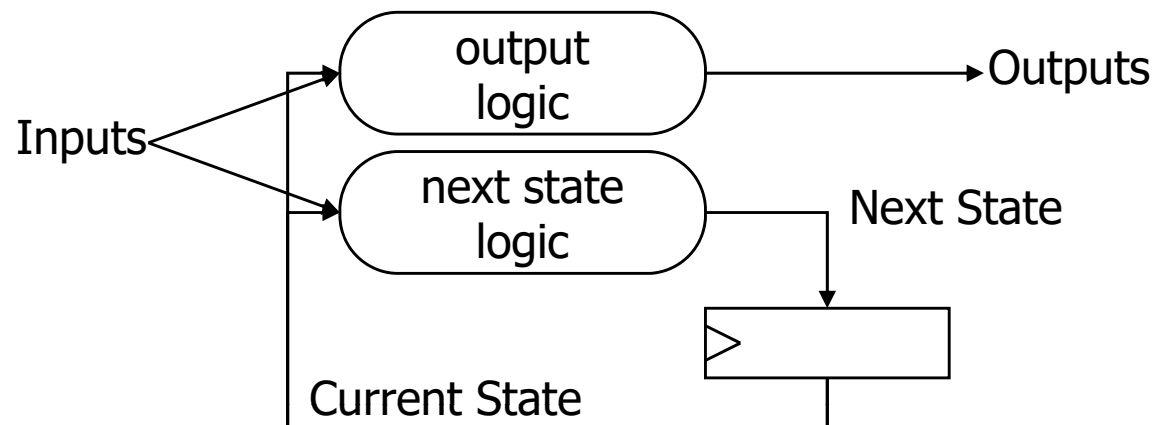 output
logic
Outputs
Inputs
next state
logic
Next State
Current State